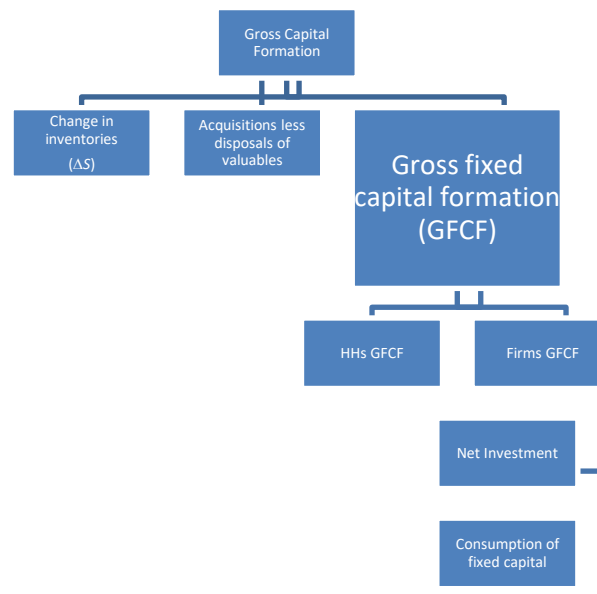 Gross Capital
Formation
Change in
inventories
(ΔS)
Acquisitions less
disposals of
valuables
Gross fixed
capital formation
(GFCF)
HHs GFCF
Firms GFCF
Net Investment
Consumption of
fixed capital